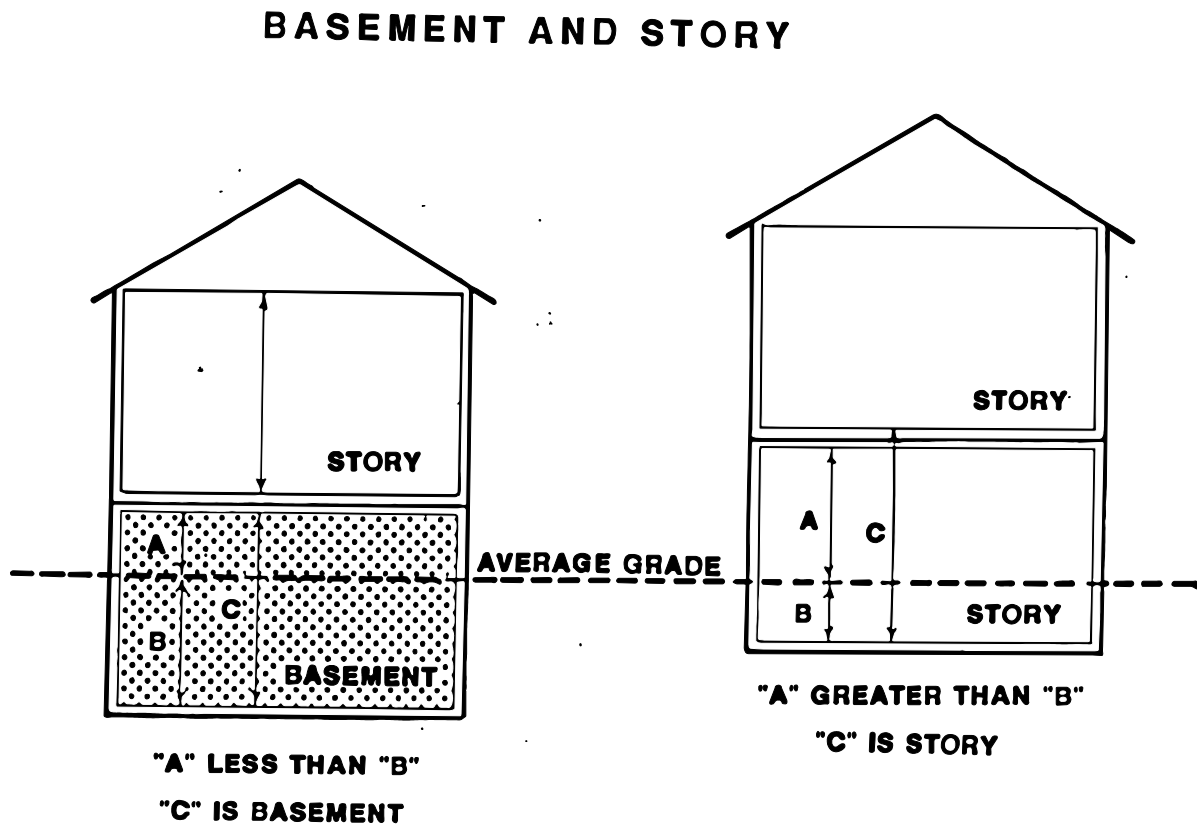 BASEMENT AND STORY
STORY
A
C
B
BASEMENT
"A" LESS THAN "B"
"C" IS BASEMENT
AVERAGE GRADE
STORY
A
C
B
STORY
"A" GREATER THAN "B"
"C" IS STORY